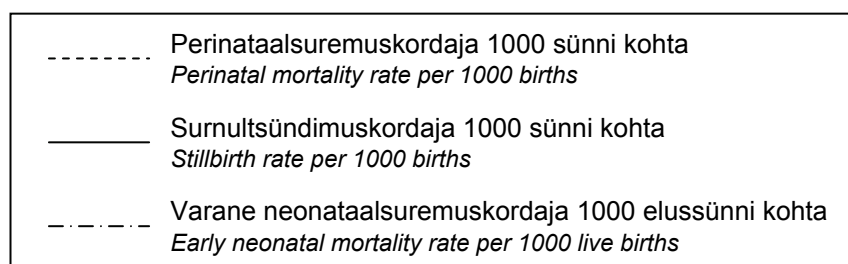 Perinataalsuremuskordaja 1000 sünni kohta
Perinatal mortality rate per 1000 births
Surnultsündimuskordaja 1000 sünni kohta
Stillbirth rate per 1000 births
Varane neonataalsuremuskordaja 1000 elussünni kohta
Early neonatal mortality rate per 1000 live births